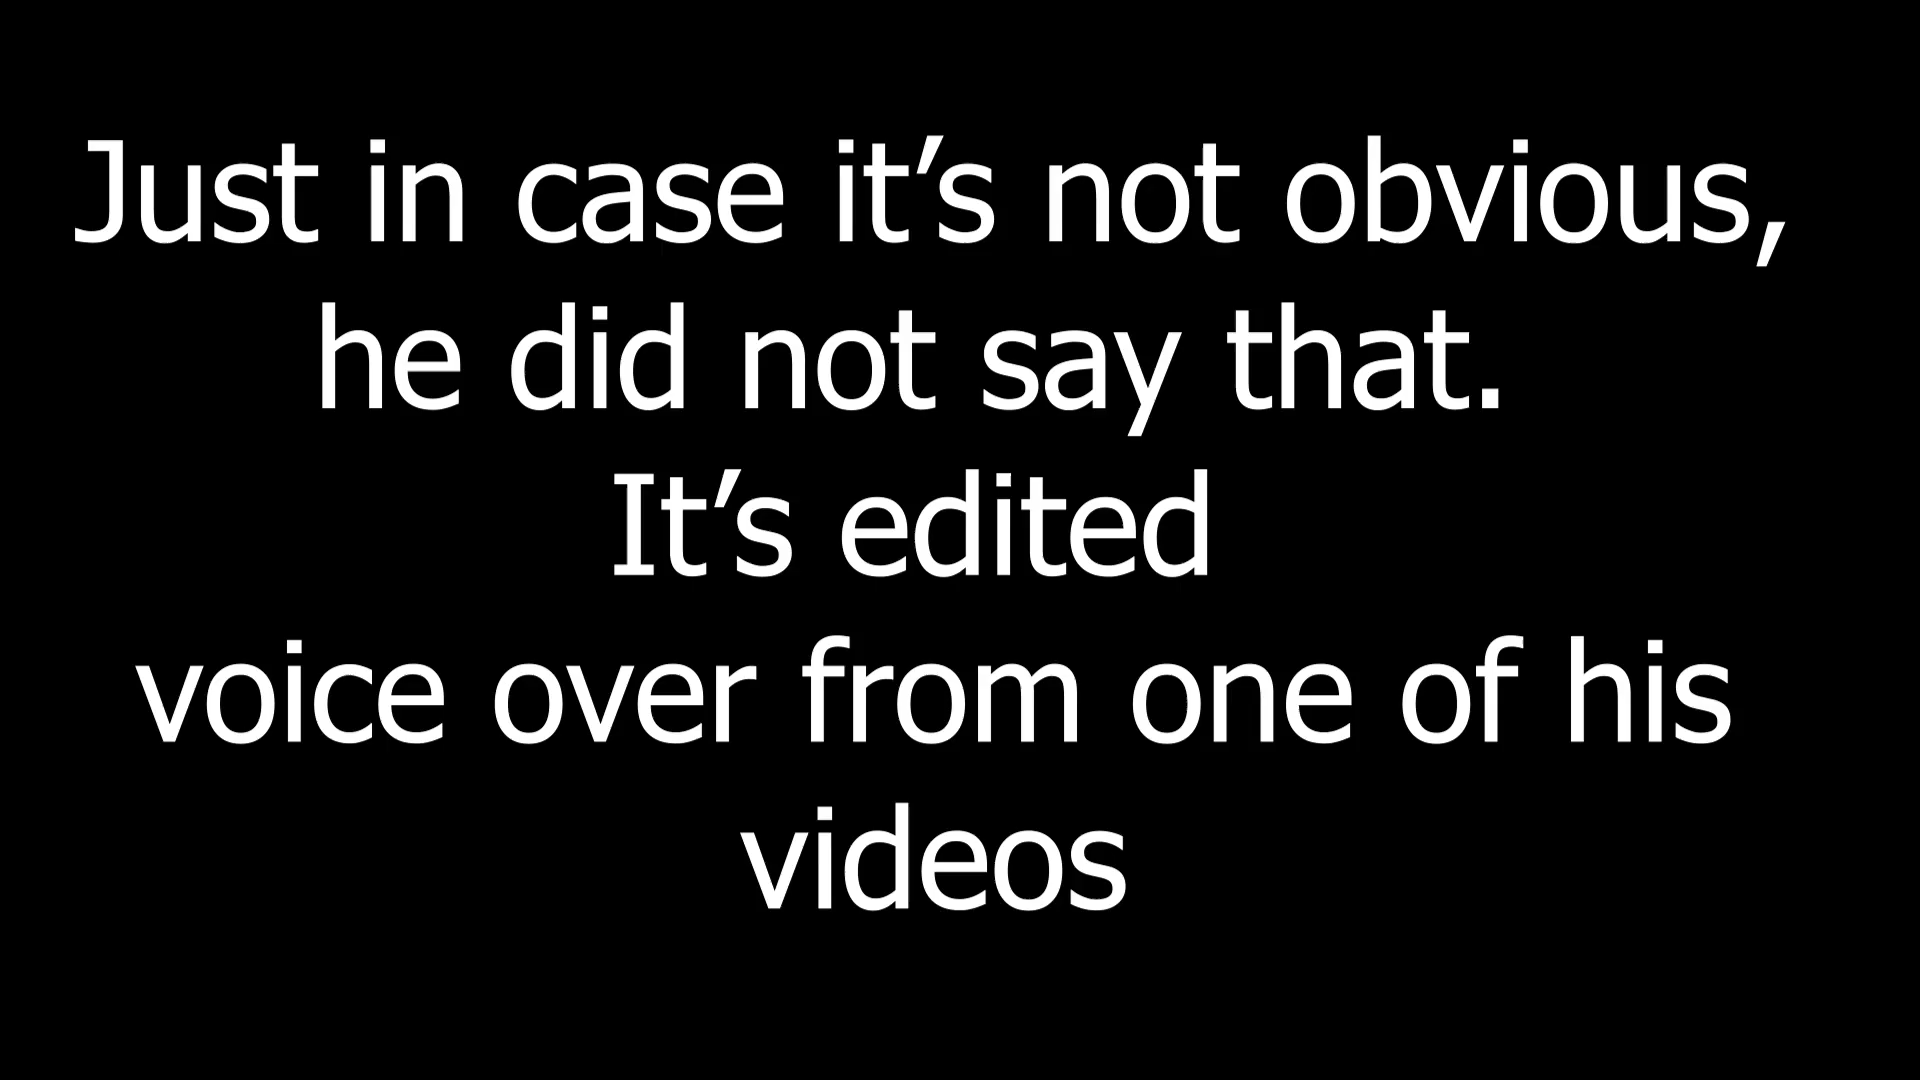 Just in case it’s not obvious,
he did not say that.
It’s edited
voice over from one of his
videos